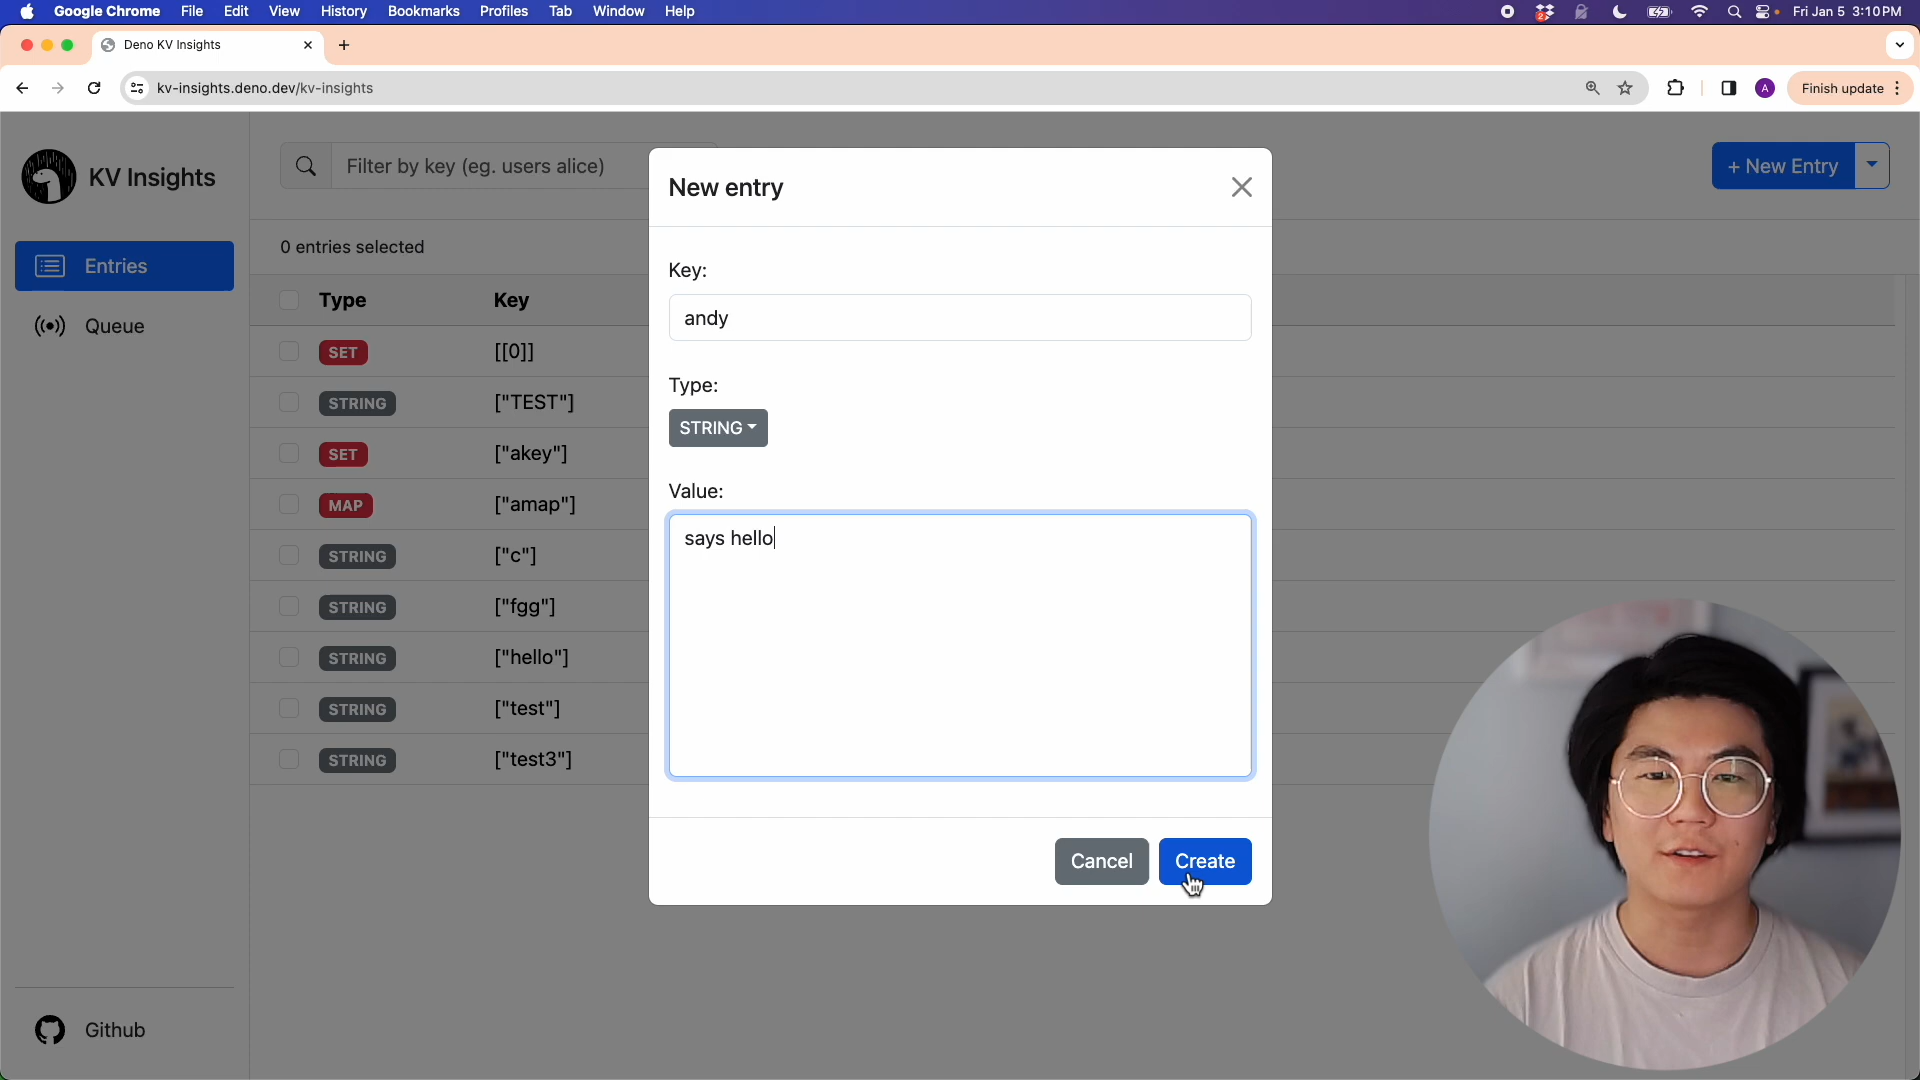 Google Chrome File Edit View History Bookmarks Profiles Tab Window Help
2
Fri Jan 5 3:10 PM
Deno KV Insights
kv-insights.deno.dev/kv-insights
A
Finish update
KV Insights
Filter by key (eg. users alice)
+ New Entry
0 entries selected
Entries
Queue
Type Key
SET [[0]]
STRING ["TEST"]
SET ["akey"]
MAP ["amap"]
STRING ["c"]
STRING ["fgg"]
STRING ["hello"]
STRING ["test"]
STRING ["test3"]
Github
New entry
Key:
andy
Type:
STRING
Value:
says hello
Cancel Create